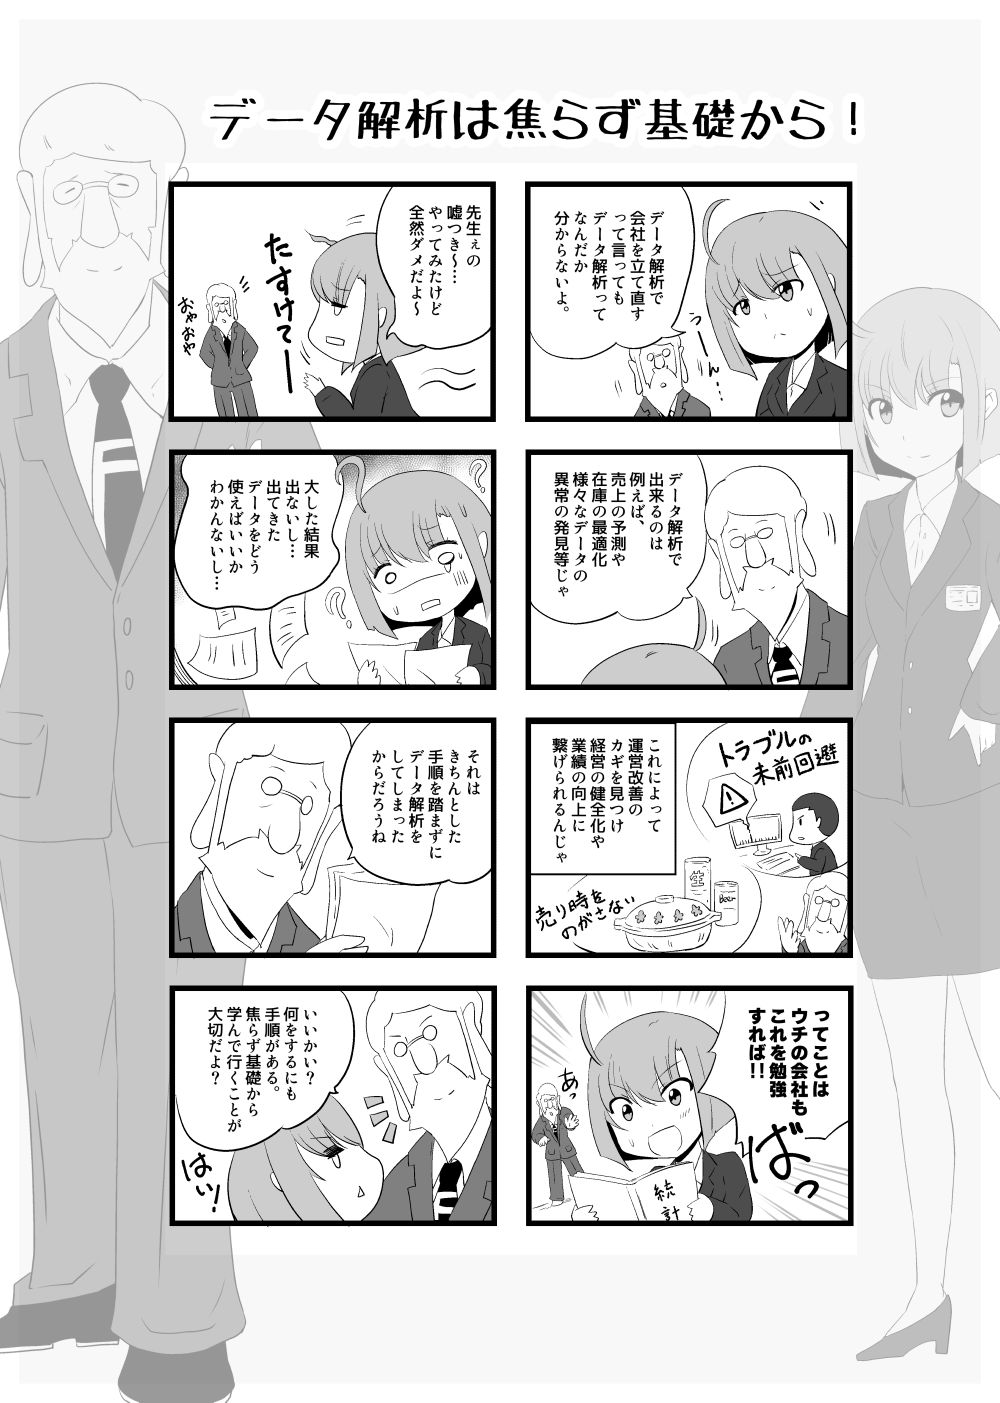 データ解析は焦らず基礎から！
データ解析で
会社を立て直す
って言っても
データ解析って
なんだか
分からないよ。
うーん…
データ解析で
出来るのは
例えば、
売上の予測や
在庫の最適化
様々なデータの
異常の発見等じゃ
これによって
運営改善の
カギを見つけ
経営の健全化や
業績の向上に
繋げられるんじゃ
トラブルの
未前回避
生
Beer
売り時を
のがさない
ってことは
ウチの会社も
これを勉強
すれば!!
ばっ
あっ
統計
先生ぇの
嘘つき〜…
やってみたけど
全然ダメだよ〜
たすけてー
おやおや
大した結果
出ないし…
出てきた
データをどう
使えばいいか
わかんないし…
それは
きちんとした
手順を踏まずに
データ解析を
してしまった
からだろうね
いいかい？
何をするにも
手順がある。
焦らず基礎から
学んで行くことが
大切だよ？
はい！